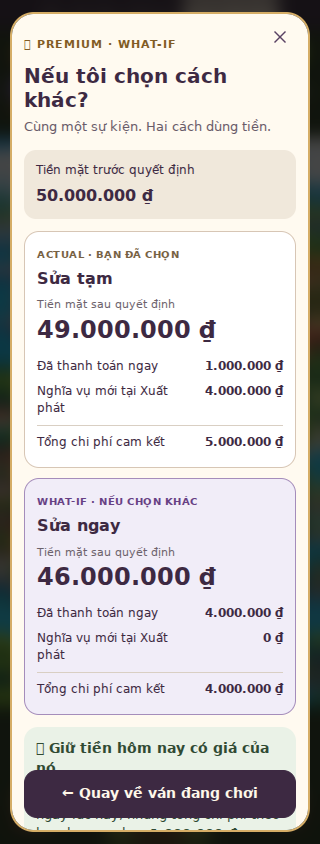 PREMIUM · WHAT-IF
Nếu tôi chọn cách
khác?
Cùng một sự kiện. Hai cách dùng tiền.
Tiền mặt trước quyết định
50.000.000 ₫
ACTUAL · BẠN ĐÃ CHỌN
Sửa tạm
Tiền mặt sau quyết định
49.000.000 ₫
Đã thanh toán ngay 1.000.000 ₫
Nghĩa vụ mới tại Xuất 4.000.000 ₫
phát
Tổng chi phí cam kết 5.000.000 ₫
WHAT-IF · NẾU CHỌN KHÁC
Sửa ngay
Tiền mặt sau quyết định
46.000.000 ₫
Đã thanh toán ngay 4.000.000 ₫
Nghĩa vụ mới tại Xuất 0 ₫
phát
Tổng chi phí cam kết 4.000.000 ₫
Giữ tiền hôm nay có giá của
nó
← Quay về ván đang chơi